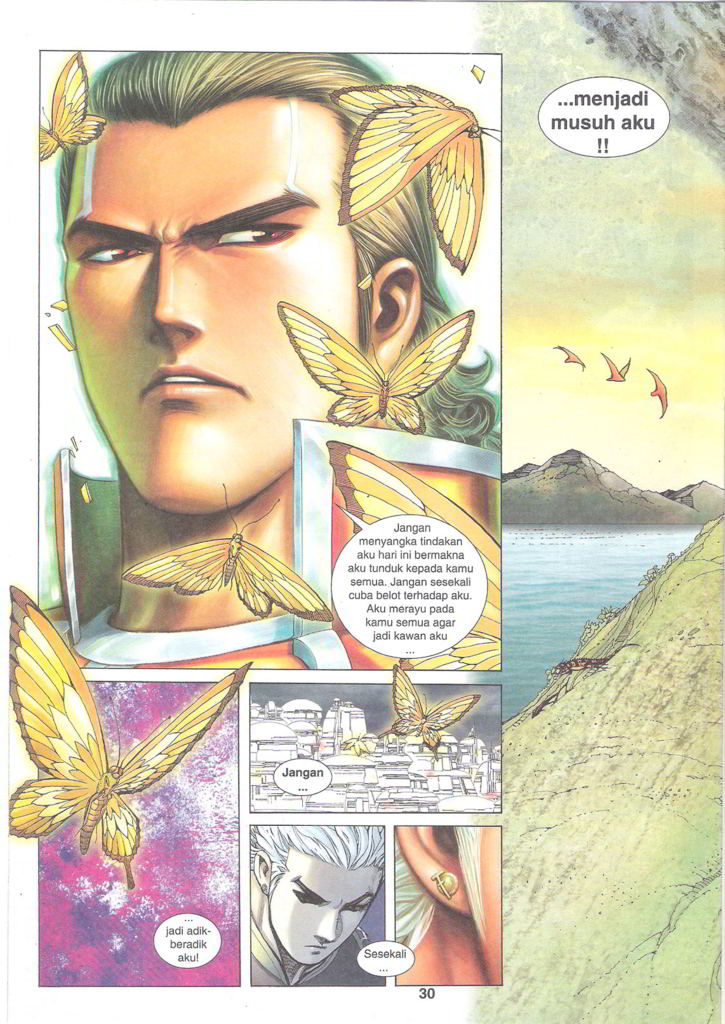 Jangan
menyangka tindakan
aku hari ini bermakna
aku tunduk kepada kamu
semua. Jangan sesekali
cuba belot terhadap aku.
Aku merayu pada
kamu semua agar
jadi kawan aku
...
...
jadi adik-
beradik
aku!
Jangan
...
Sesekali
...
...menjadi
musuh aku
!!
30